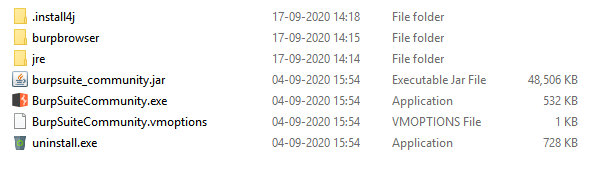 .install4j 17-09-2020 14:18 File folder
burpbrowser 17-09-2020 14:15 File folder
jre 17-09-2020 14:14 File folder
burpsuite_community.jar 04-09-2020 15:54 Executable Jar File 48,506 KB
BurpSuiteCommunity.exe 04-09-2020 15:54 Application 532 KB
BurpSuiteCommunity.vmoptions 04-09-2020 15:54 VMOPTIONS File 1 KB
uninstall.exe 04-09-2020 15:54 Application 728 KB